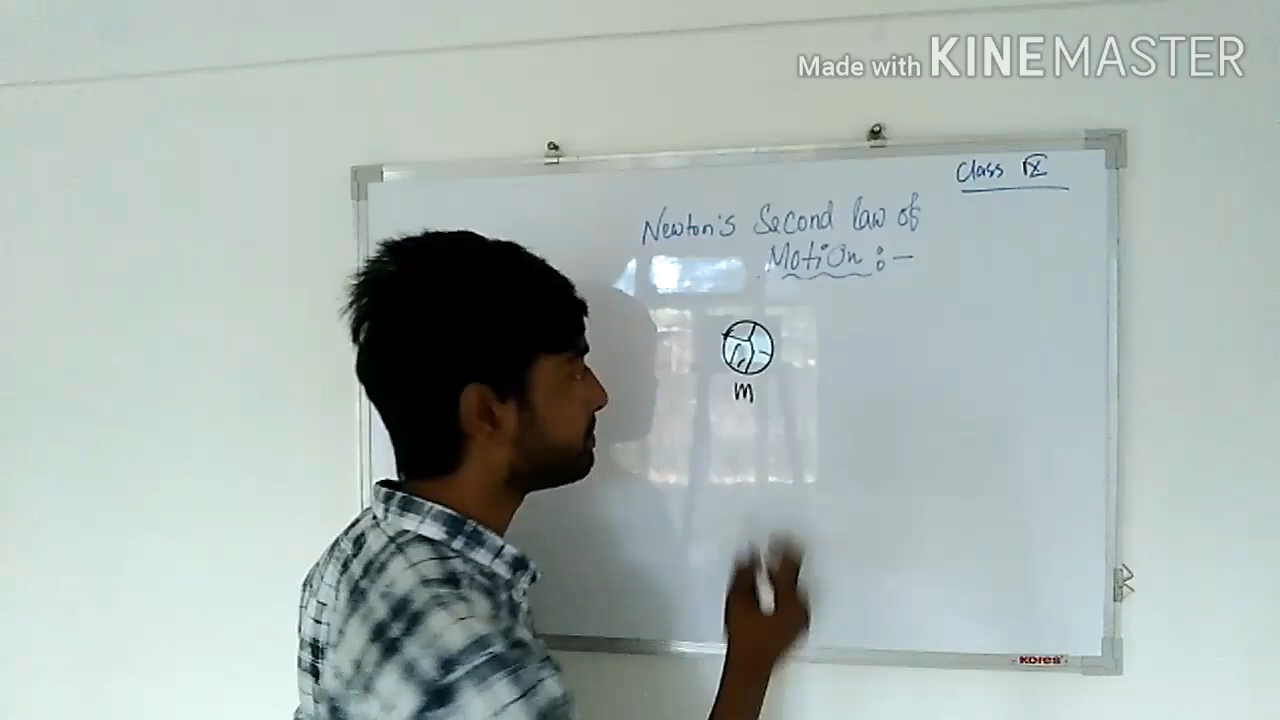 Made with KINEMASTER
Class IX
Newton's Second law of
Motion :-
m
kores